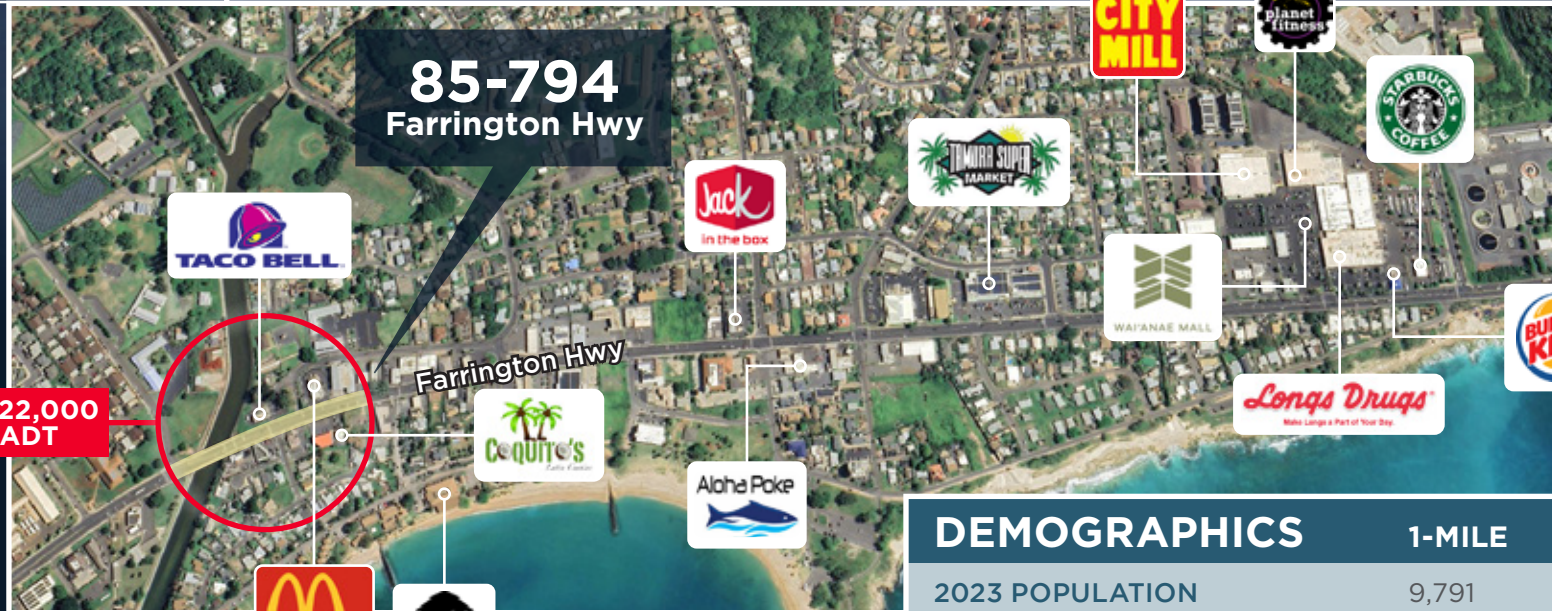 CITY
MILL
planet
fitness
85-794
Farrington Hwy
STARBUCKS
COFFEE
TAMURA SUPER
MARKET
Jack
in the box
TACO BELL
WAI'ANAE MALL
Farrington Hwy
Longs Drugs
Make Longs a Part of Your Day.
22,000
ADT
COQUITO'S
Latin Cuisine
Aloha Poke
DEMOGRAPHICS 1-MILE
2023 POPULATION 9,791